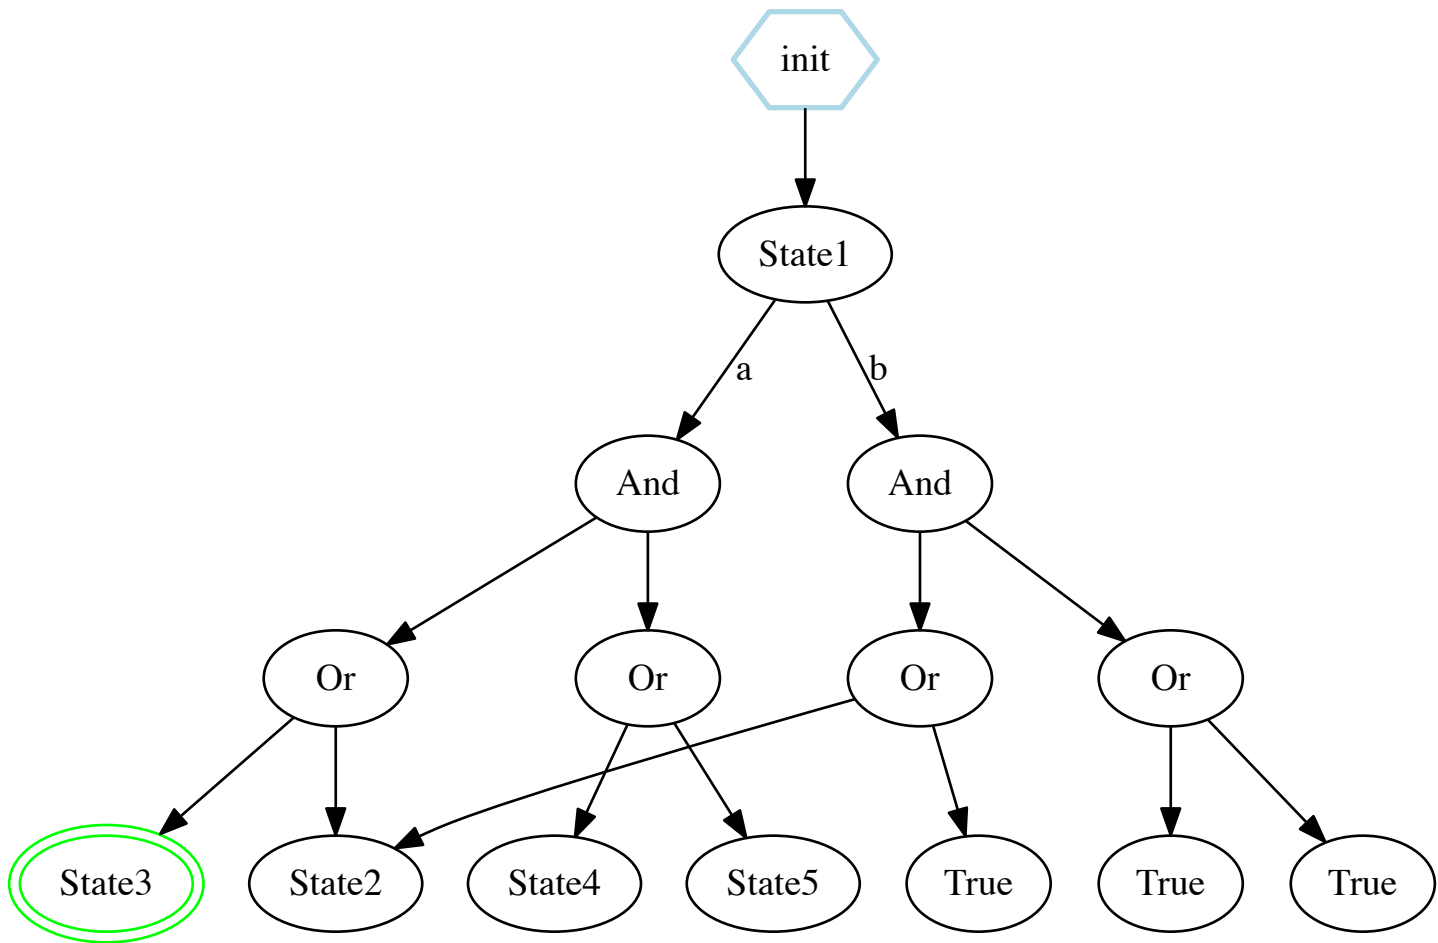 init
State1
a
b
And
And
Or
Or
Or
Or
State3
State2
State4
State5
True
True
True